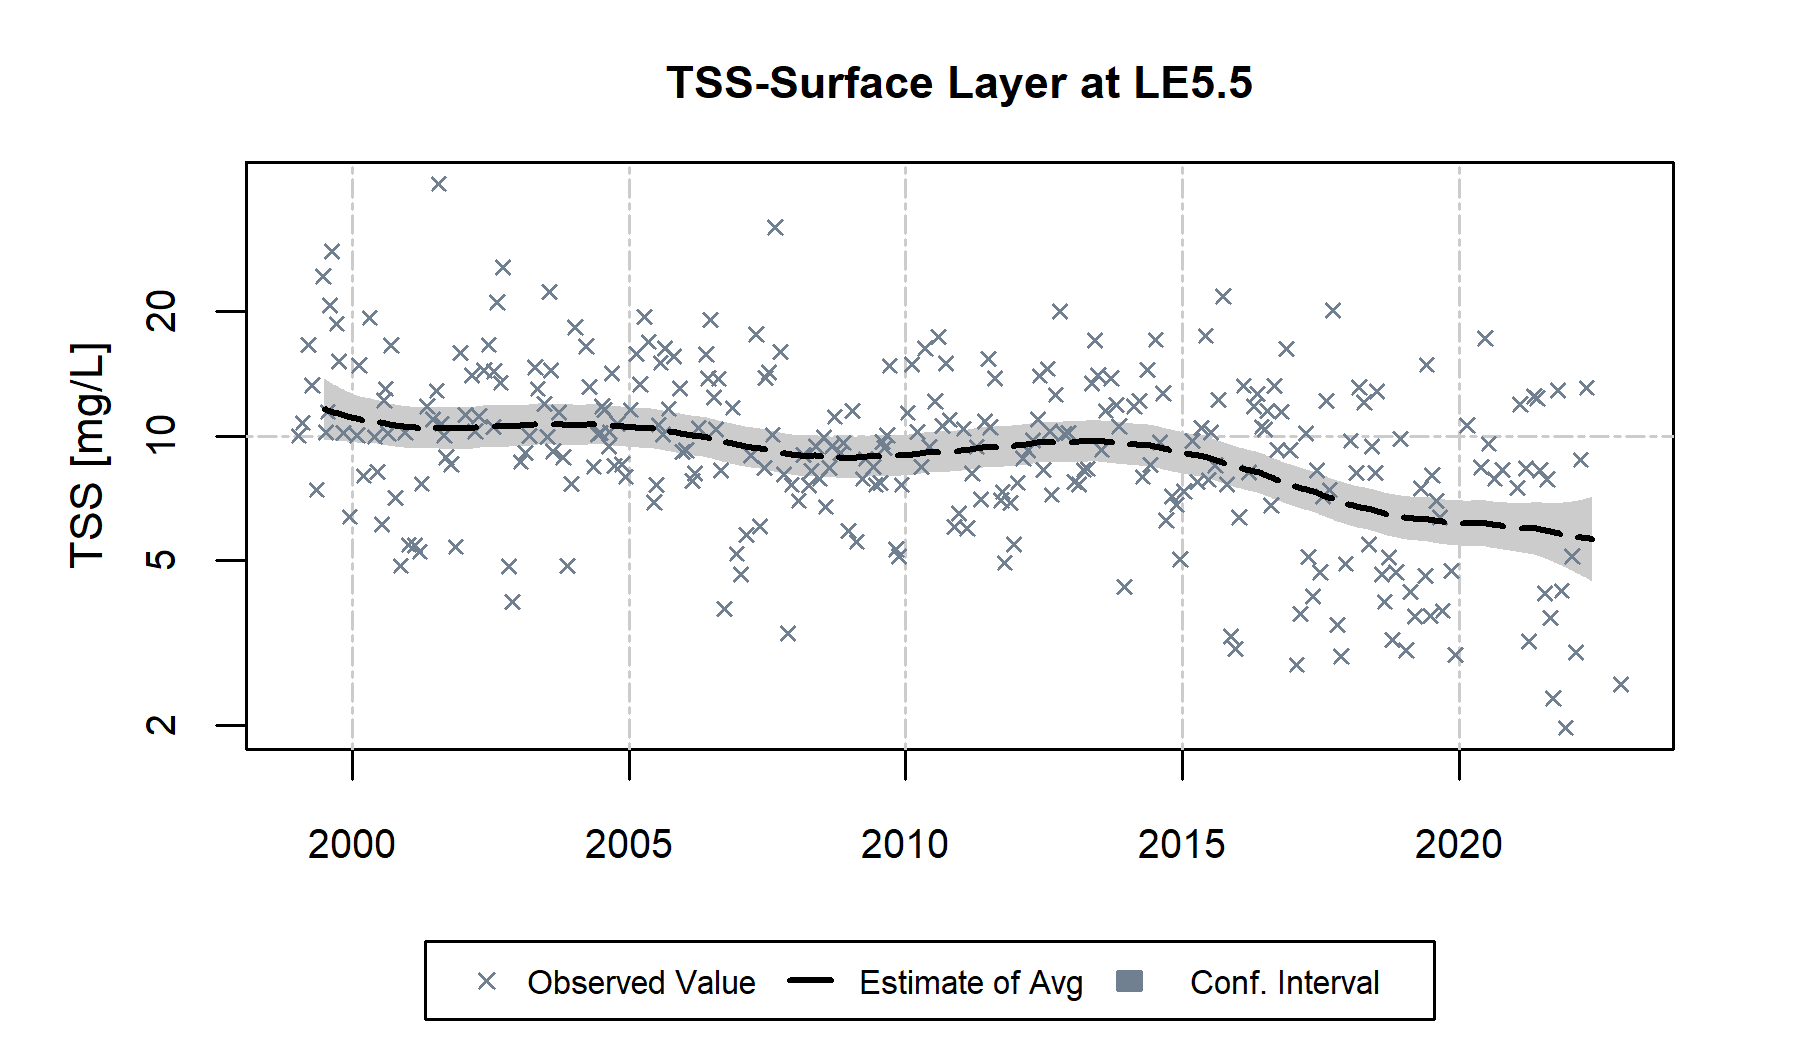 TSS-Surface Layer at LE5.5
TSS [mg/L]
20
10
5
2
2000 2005 2010 2015 2020
Observed Value Estimate of Avg Conf. Interval